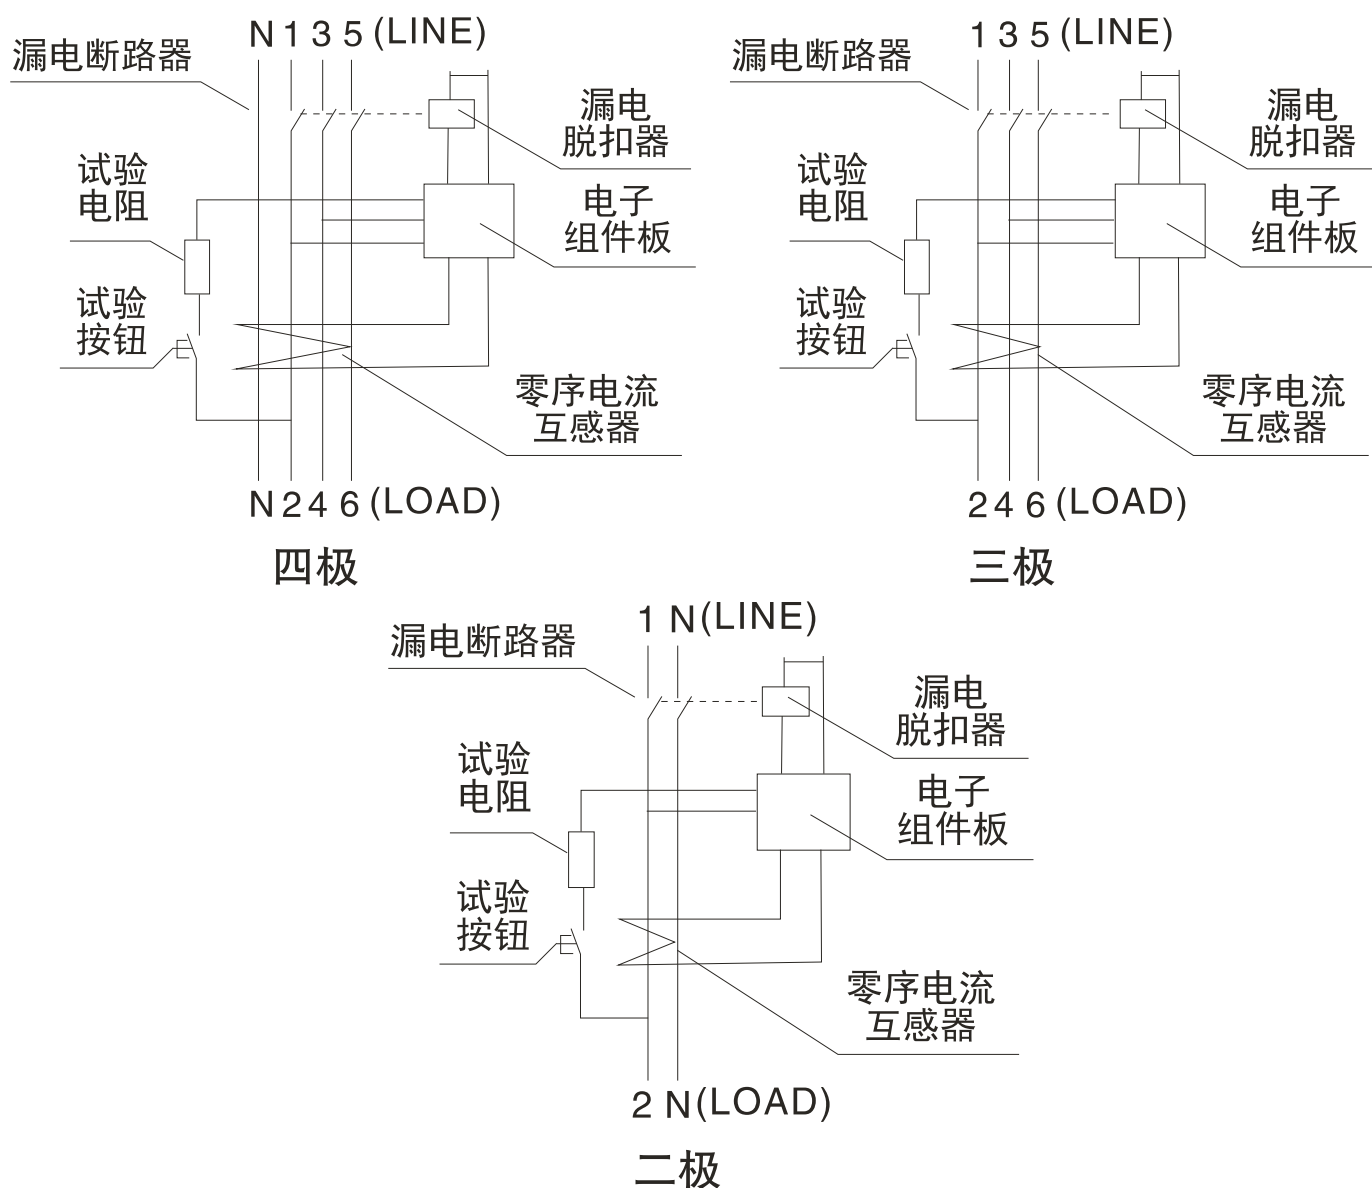 N 1 3 5 (LINE)
漏电断路器
漏电
脱扣器
试验
电阻
电子
组件板
试验
按钮
零序电流
互感器
N 2 4 6 (LOAD)
四极
1 3 5 (LINE)
漏电断路器
漏电
脱扣器
试验
电阻
电子
组件板
试验
按钮
零序电流
互感器
2 4 6 (LOAD)
三极
1 N (LINE)
漏电断路器
漏电
脱扣器
试验
电阻
电子
组件板
试验
按钮
零序电流
互感器
2 N (LOAD)
二极